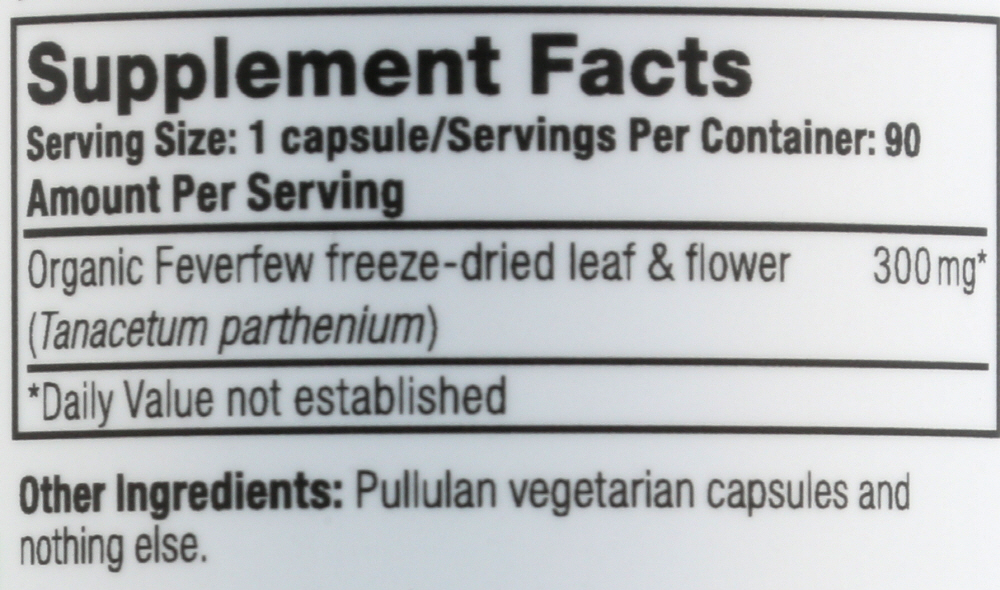 Supplement Facts
Serving Size: 1 capsule/Servings Per Container: 90
Amount Per Serving
Organic Feverfew freeze-dried leaf & flower 300 mg*
(Tanacetum parthenium)
*Daily Value not established
Other Ingredients: Pullulan vegetarian capsules and
nothing else.